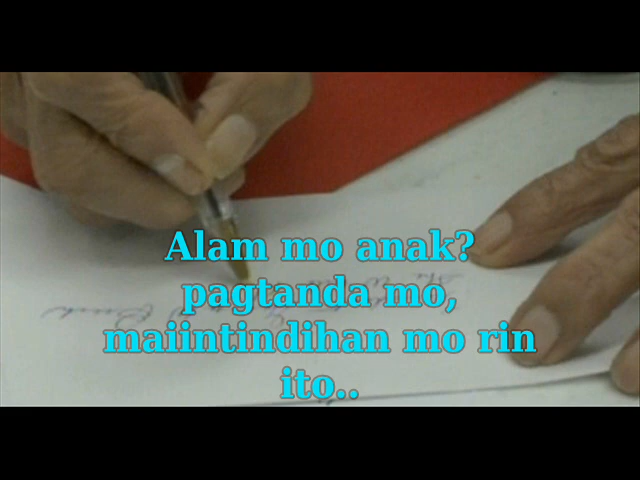 Alam mo anak?
pagtanda mo,
maiintindihan mo rin
ito..